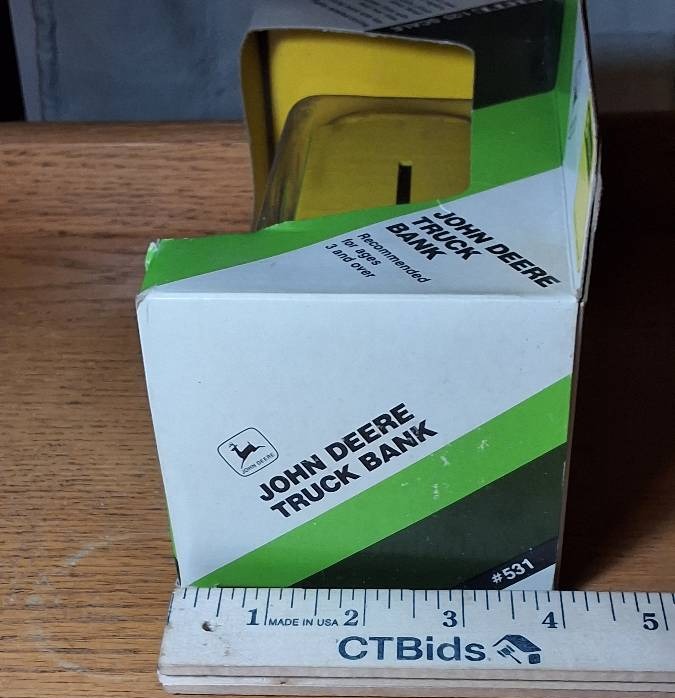 JOHN DEERE
TRUCK
BANK
Recommended
for ages
3 and over
JOHN DEERE
JOHN DEERE
TRUCK BANK
#531
1 MADE IN USA 2 3 4 5
CTBids